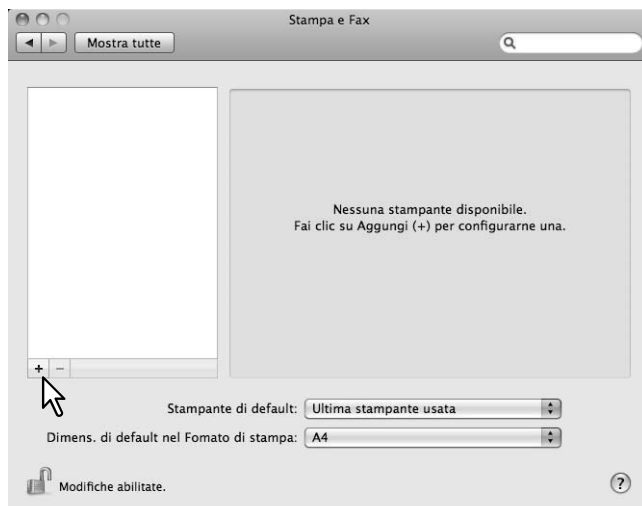 Stampa e Fax
Mostra tutte
Nessuna stampante disponibile.
Fai clic su Aggungi (+) per configurarne una.
+ −
Stampante di default: Ultima stampante usata
Dimens. di default nel Fomato di stampa: A4
Modifiche abilitate.
?